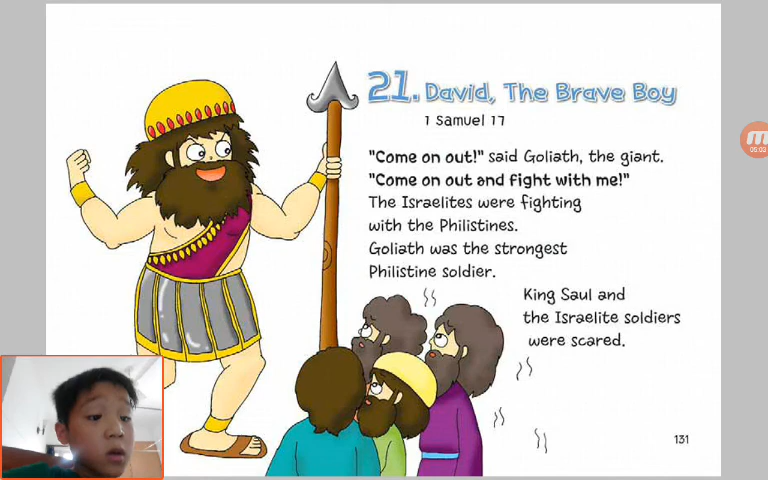 21. David, The Brave Boy
1 Samuel 17
"Come on out!" said Goliath, the giant.
"Come on out and fight with me!"
The Israelites were fighting
with the Philistines.
Goliath was the strongest
Philistine soldier.
King Saul and
the Israelite soldiers
were scared.
131
M
05:03